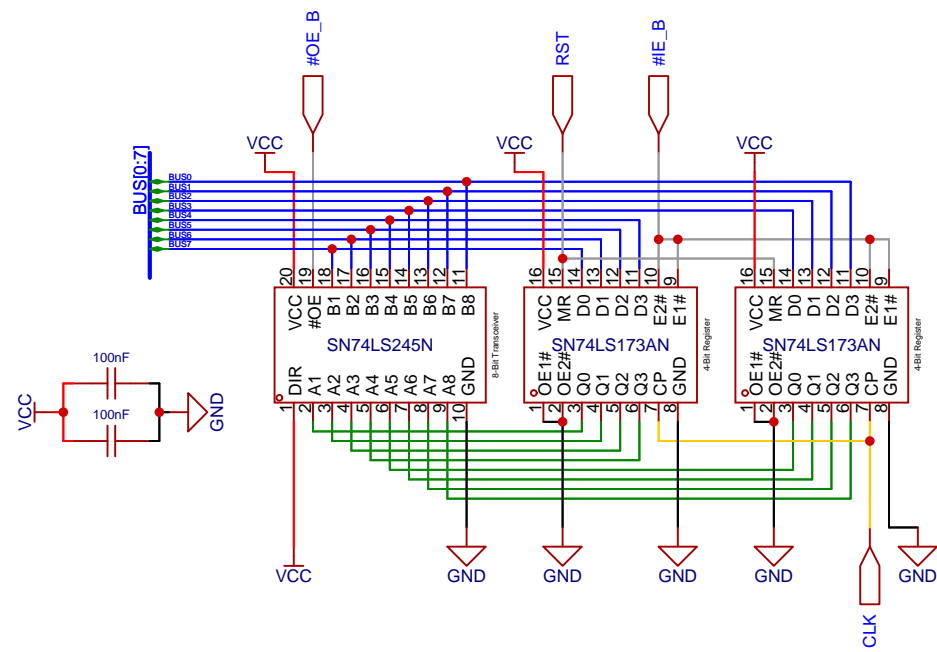 #OE_B
RST
#IE_B
VCC
VCC
VCC
BUS[0:7]
BUS0
BUS1
BUS2
BUS3
BUS4
BUS5
BUS6
BUS7
20 19 18 17 16 15 14 13 12 11
VCC #OE B1 B2 B3 B4 B5 B6 B7 B8
SN74LS245N
8-Bit Transceiver
DIR A1 A2 A3 A4 A5 A6 A7 A8 GND
1 2 3 4 5 6 7 8 9 10
16 15 14 13 12 11 10 9
VCC MR D0 D1 D2 D3 E2# E1#
SN74LS173AN
4-Bit Register
OE1# OE2# Q0 Q1 Q2 Q3 CP GND
1 2 3 4 5 6 7 8
16 15 14 13 12 11 10 9
VCC MR D0 D1 D2 D3 E2# E1#
SN74LS173AN
4-Bit Register
OE1# OE2# Q0 Q1 Q2 Q3 CP GND
1 2 3 4 5 6 7 8
100nF
VCC
100nF
GND
VCC
GND
GND
GND
GND
GND
CLK